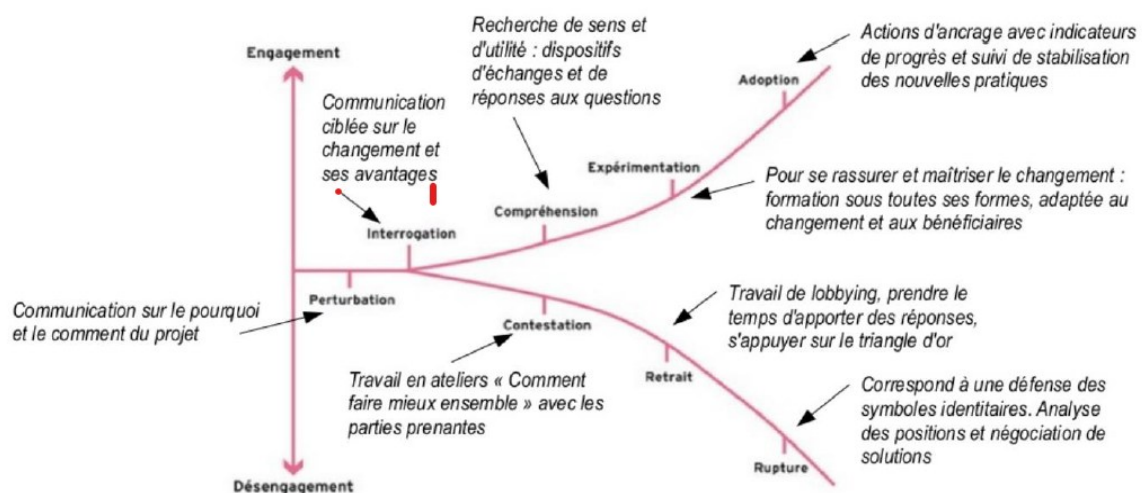 Engagement
Communication
ciblée sur le
changement et
ses avantages
Recherche de sens et
d'utilité : dispositifs
d'échanges et de
réponses aux questions
Actions d'ancrage avec indicateurs
de progrès et suivi de stabilisation
des nouvelles pratiques
Adoption
Expérimentation
Pour se rassurer et maîtriser le changement :
formation sous toutes ses formes, adaptée au
changement et aux bénéficiaires
Compréhension
Interrogation
Perturbation
Communication sur le pourquoi
et le comment du projet
Contestation
Travail en ateliers « Comment
faire mieux ensemble » avec les
parties prenantes
Travail de lobbying, prendre le
temps d'apporter des réponses,
s'appuyer sur le triangle d'or
Retrait
Correspond à une défense des
symboles identitaires. Analyse
des positions et négociation de
solutions
Rupture
Désengagement